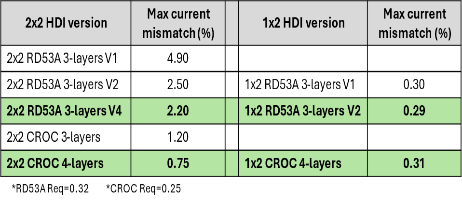 2x2 HDI version Max current mismatch (%) 1x2 HDI version Max current mismatch (%)
2x2 RD53A 3-layers V1 4.90
2x2 RD53A 3-layers V2 2.50 1x2 RD53A 3-layers V1 0.30
2x2 RD53A 3-layers V4 2.20 1x2 RD53A 3-layers V2 0.29
2x2 CROC 3-layers 1.20
2x2 CROC 4-layers 0.75 1x2 CROC 4-layers 0.31
*RD53A Req=0.32 *CROC Req=0.25